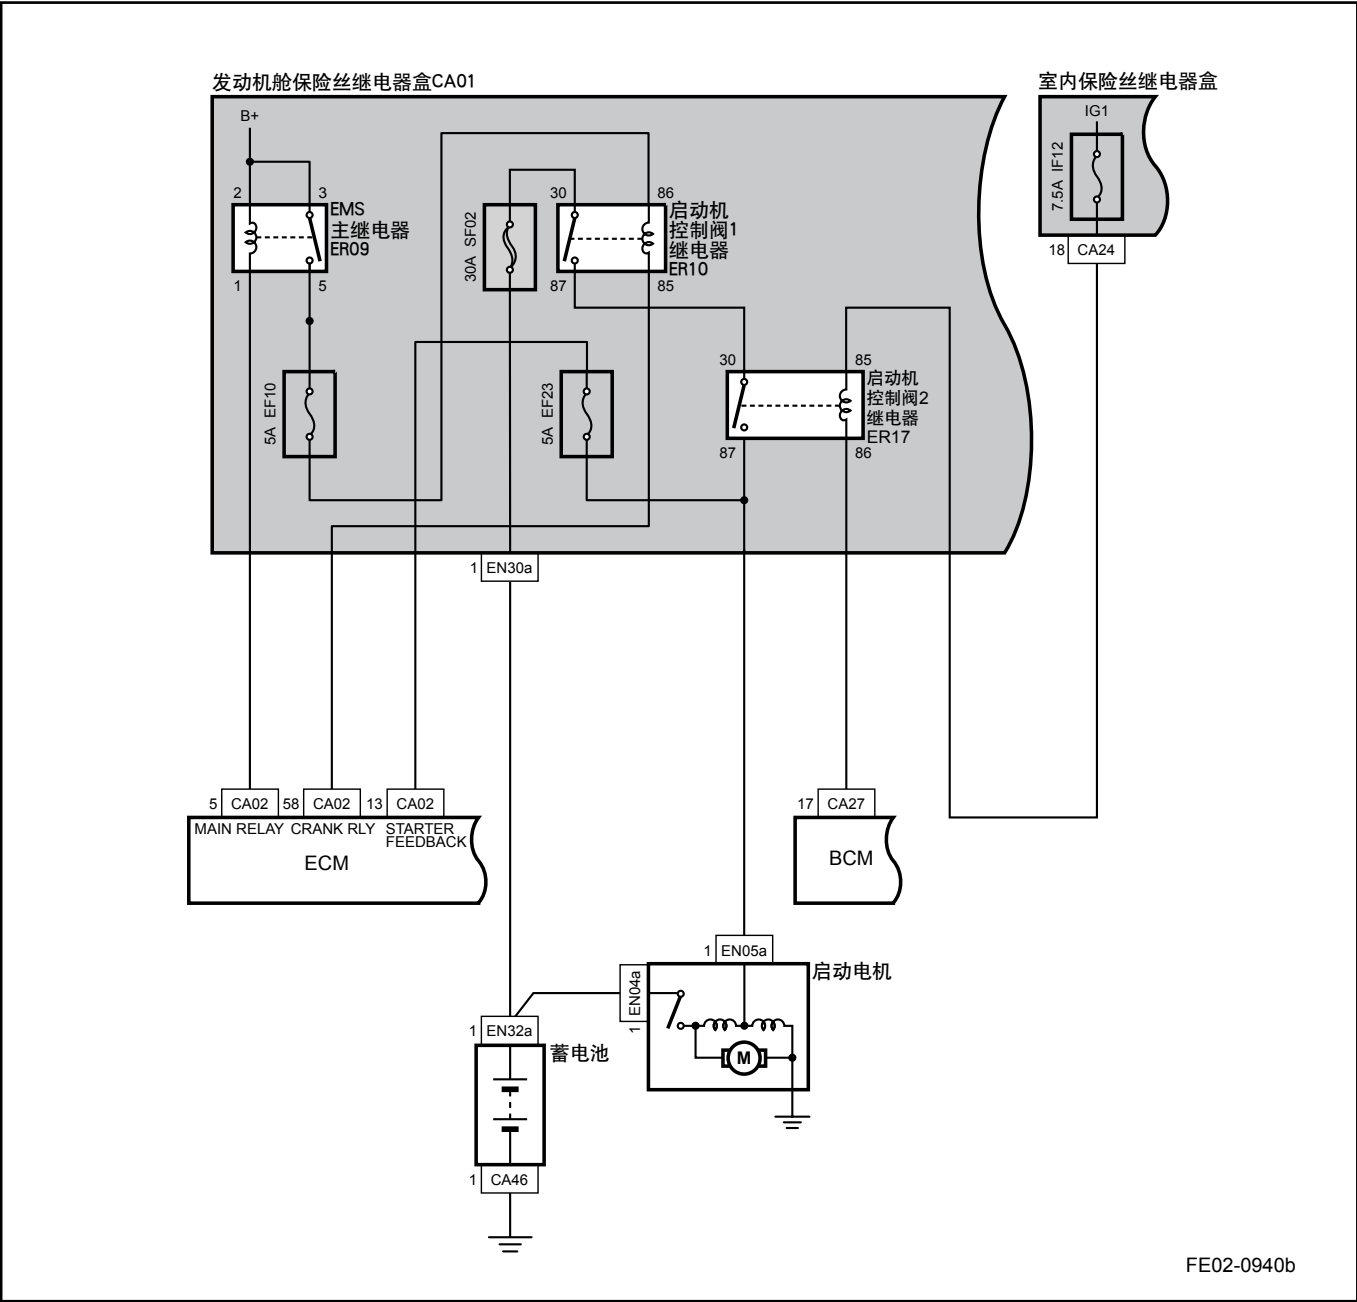 发动机舱保险丝继电器盒CA01
室内保险丝继电器盒
B+
IG1
2
3
EMS
主继电器
ER09
1
5
30A SF02
30
86
启动机
控制阀1
继电器
ER10
87
85
7.5A IF12
18 CA24
5A EF10
5A EF23
30
85
启动机
控制阀2
继电器
ER17
87
86
1 EN30a
5 CA02
58 CA02
13 CA02
MAIN RELAY
CRANK RLY
STARTER
FEEDBACK
ECM
17 CA27
BCM
1 EN05a
启动电机
1 EN04a
M
1 EN32a
蓄电池
1 CA46
FE02-0940b